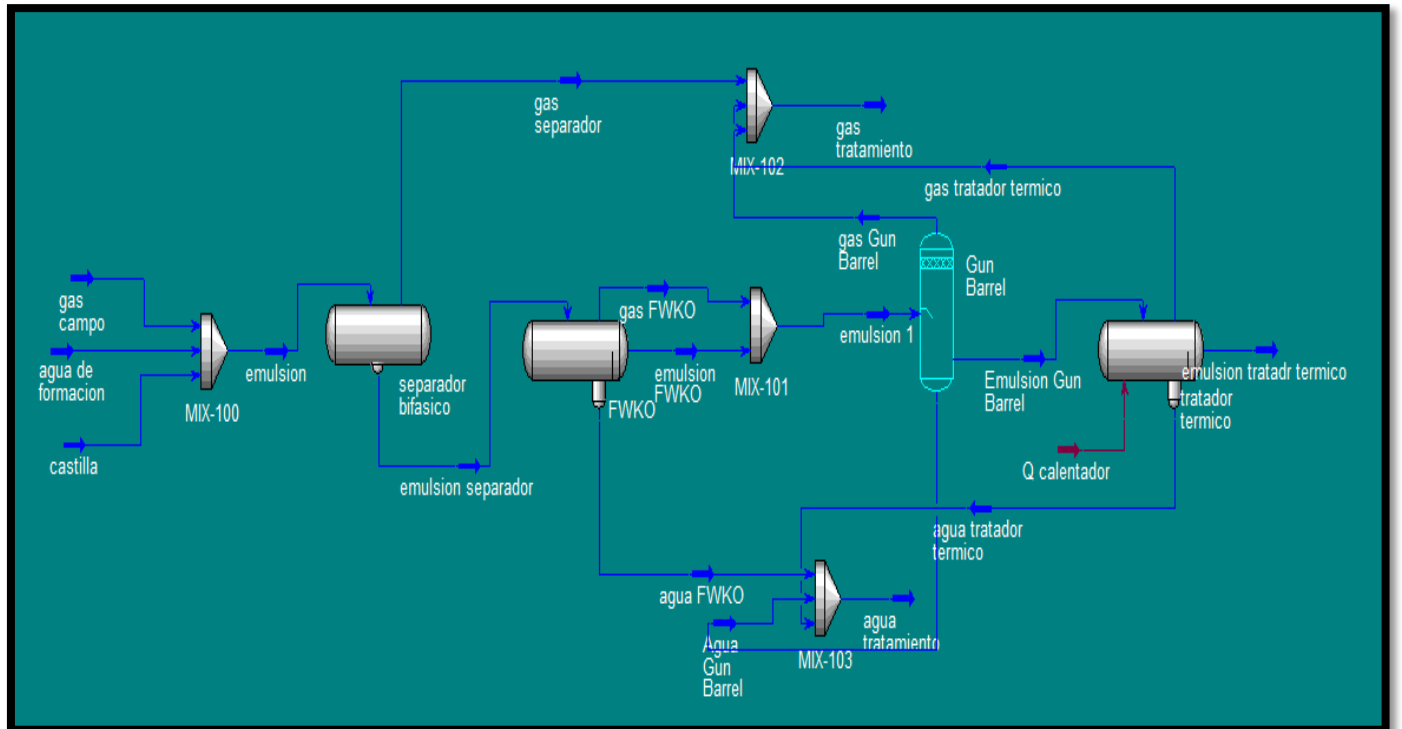 gas
separador
MIX-102
gas
tratamiento
gas tratador termico
gas Gun
Barrel
Gun
Barrel
gas
campo
agua de
formacion
castilla
MIX-100
emulsion
separador
bifasico
emulsion separador
gas FWKO
emulsion
FWKO
FWKO
MIX-101
emulsion 1
Emulsion Gun
Barrel
emulsion tratadr termico
tratador
termico
Q calentador
agua tratador
termico
agua FWKO
Agua
Gun
Barrel
MIX-103
agua
tratamiento